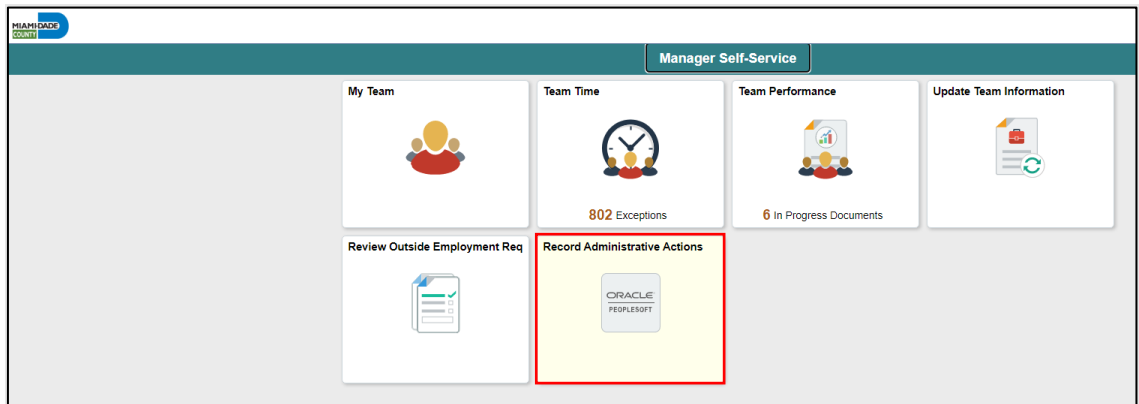 MIAMI-DADE
COUNTY
Manager Self-Service
My Team
Team Time
802 Exceptions
Team Performance
6 In Progress Documents
Update Team Information
Review Outside Employment Req
Record Administrative Actions
ORACLE
PEOPLESOFT